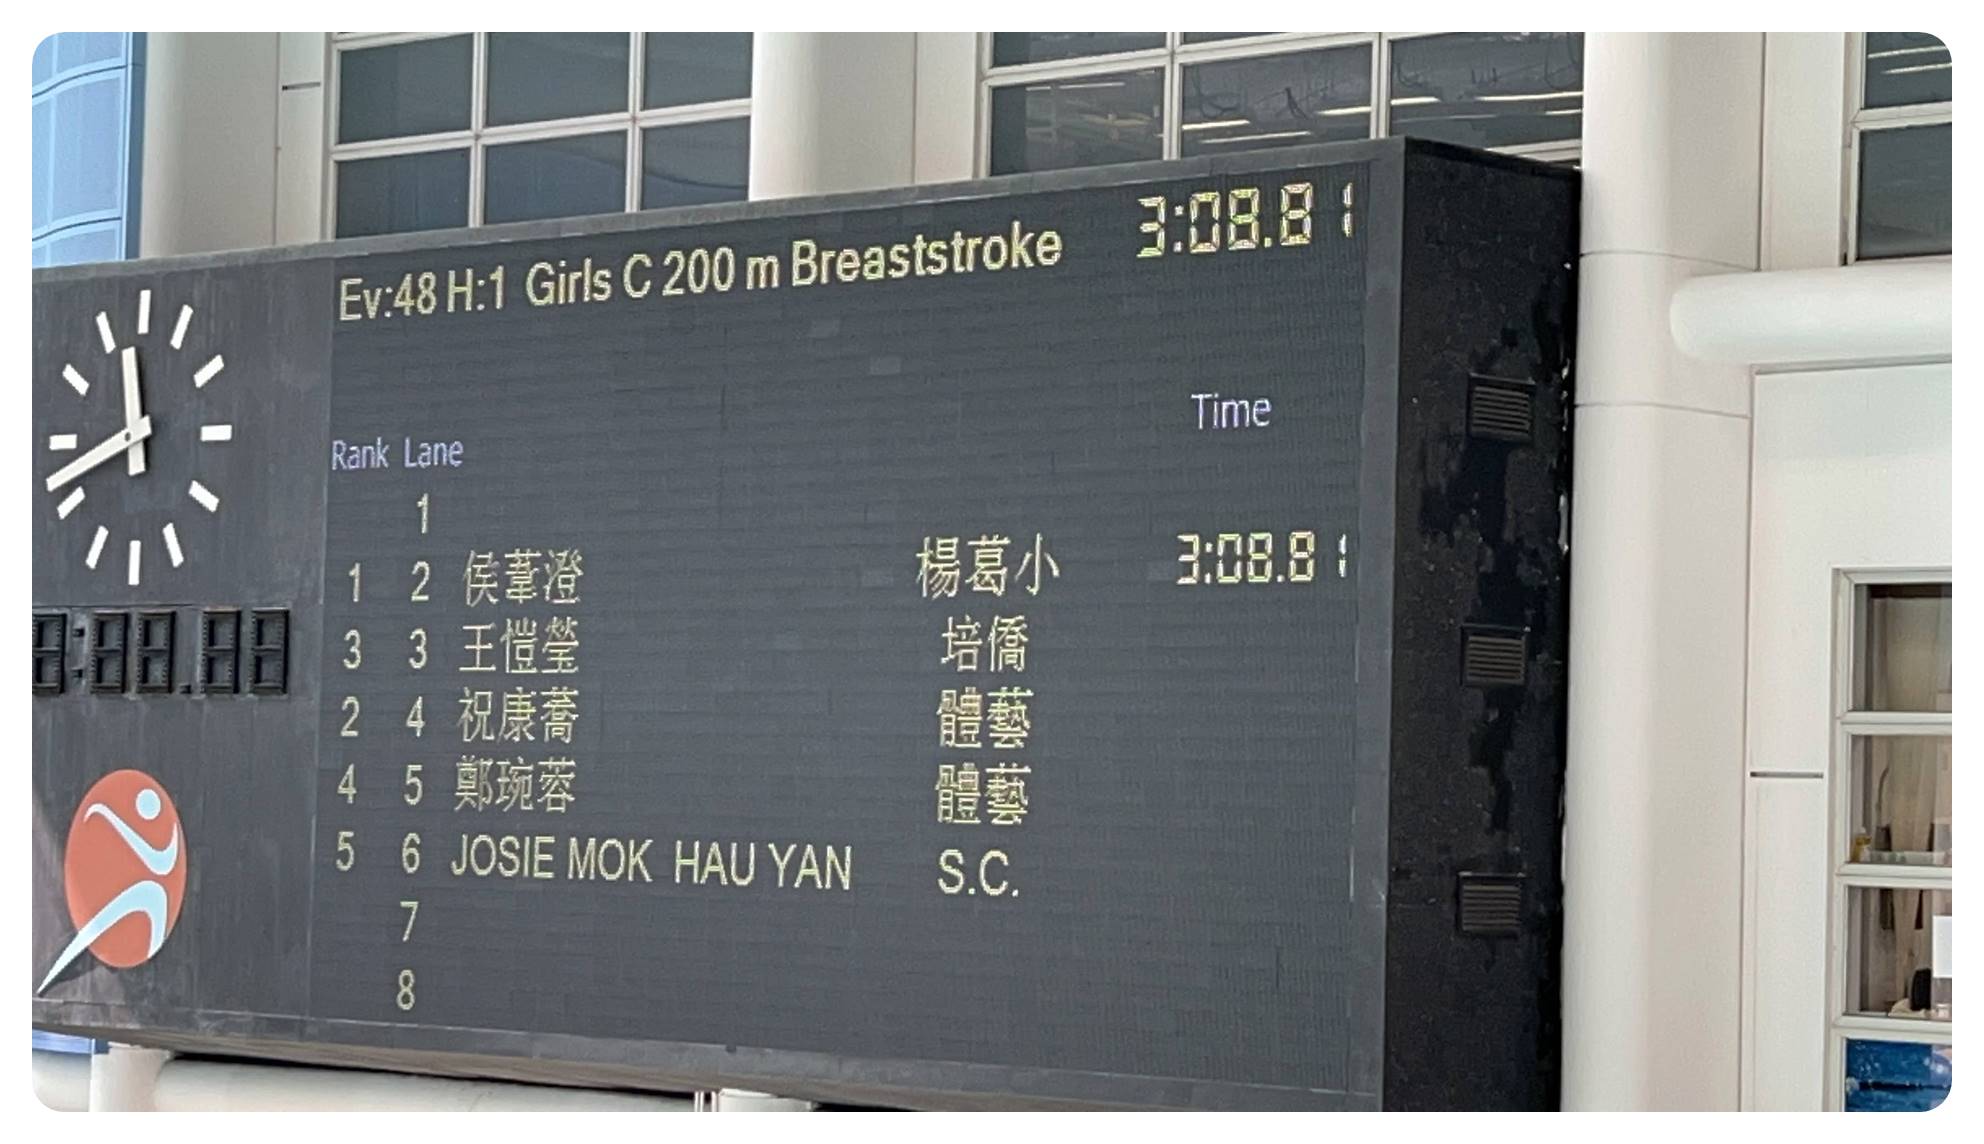 Ev:48 H:1 Girls C 200 m Breaststroke 3:08.81
Rank Lane Time
1
1 2 侯葦澄 楊葛小 3:08.81
3 3 王愷瑩 培僑
2 4 祝康蕎 體藝
4 5 鄭琬蓉 體藝
5 6 JOSIE MOK HAU YAN S.C.
7
8